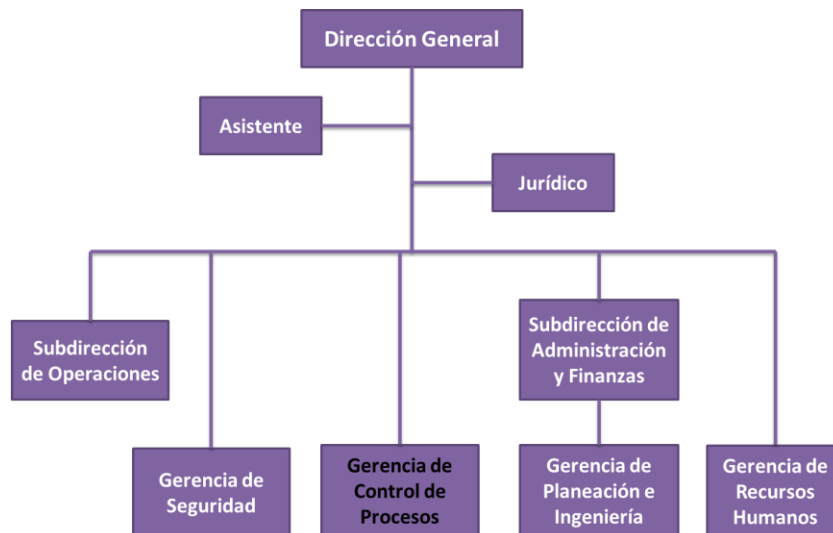 Dirección General
Asistente
Jurídico
Subdirección
de Operaciones
Subdirección de
Administración
y Finanzas
Gerencia de
Seguridad
Gerencia de
Control de
Procesos
Gerencia de
Planeación e
Ingeniería
Gerencia de
Recursos
Humanos